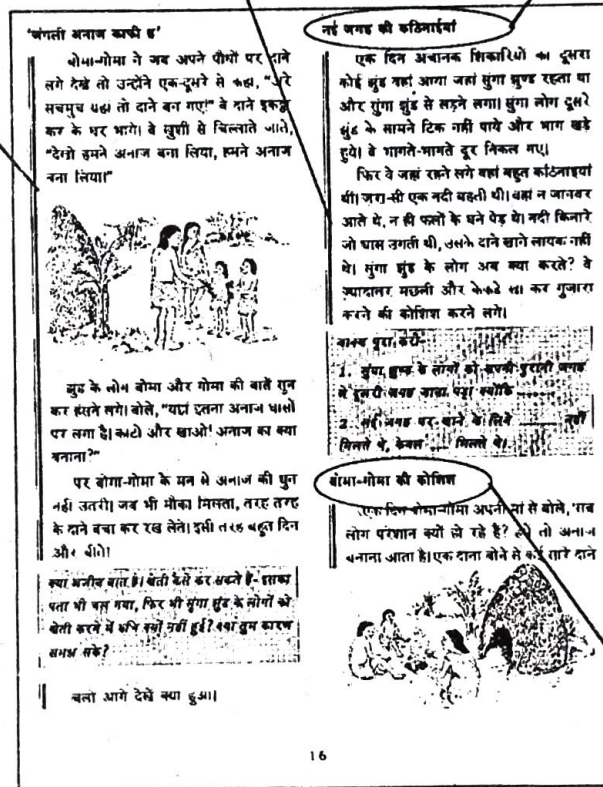 'जंगली अनाज काफी है'
बोमा-गोमा ने जब अपने पौधों पर दाने
लगे देखे तो उन्होंने एक-दूसरे से कहा, "अरे
सचमुच यहां तो दाने बन गए!" वे दाने इकट्ठा
कर के घर भागे। वे खुशी से चिल्लाते जाते,
"देखो हमने अनाज बना लिया, हमने अनाज
बना लिया।"
झुंड के लोग बोमा और गोमा की बातें सुन
कर हंसने लगे। बोले, "यहां इतना अनाज घासों
पर लगा है। काटो और खाओ! अनाज का क्या
बनाना?"
पर बोमा-गोमा के मन से अनाज की धुन
नहीं उतरी। जब भी मौका मिलता, तरह तरह
के दाने बचा कर रख लेते। इसी तरह बहुत दिन
और बीते।
क्या अजीब बात है। खेती कैसे कर सकते हैं- इसका
पता भी चल गया, फिर भी सुंगा झुंड के लोगों को
खेती करने में रुचि क्यों नहीं हुई? क्या तुम कारण
समझ सके?
चलो आगे देखें क्या हुआ।
नई जगह की कठिनाईयां
एक दिन अचानक शिकारियों का दूसरा
कोई झुंड वहां आया जहां सुंगा झुण्ड रहता था
और सुंगा झुंड से लड़ने लगा। सुंगा लोग दूसरे
झुंड के सामने टिक नहीं पाये और भाग खड़े
हुये। वे भागते-भागते दूर निकल गए।
फिर वे जहां रहने लगे वहां बहुत कठिनाइयां
थीं। ज़रा-सी एक नदी बहती थी। वहां न जानवर
आते थे, न ही फलों के घने पेड़ थे। नदी किनारे
जो घास उगती थी, उसके दाने खाने लायक नहीं
थे। सुंगा झुंड के लोग अब क्या करते? वे
ज़्यादातर मछली और केकड़े खा कर गुज़ारा
करने की कोशिश करने लगे।
वाक्य पूरा करो-
1. सुंगा झुण्ड के लोगों को अपनी पुरानी जगह
से दूसरी जगह जाना पड़ा क्योंकि ........
2. नई जगह पर खाने के लिये ........ नहीं
मिलते थे, केवल .... मिलते थे।
बोमा-गोमा की कोशिश
एक दिन बोमा-गोमा अपनी मां से बोले, "सब
लोग परेशान क्यों हो रहे हैं? हमें तो अनाज
बनाना आता है। एक दाना बोने से कई सारे दाने
16